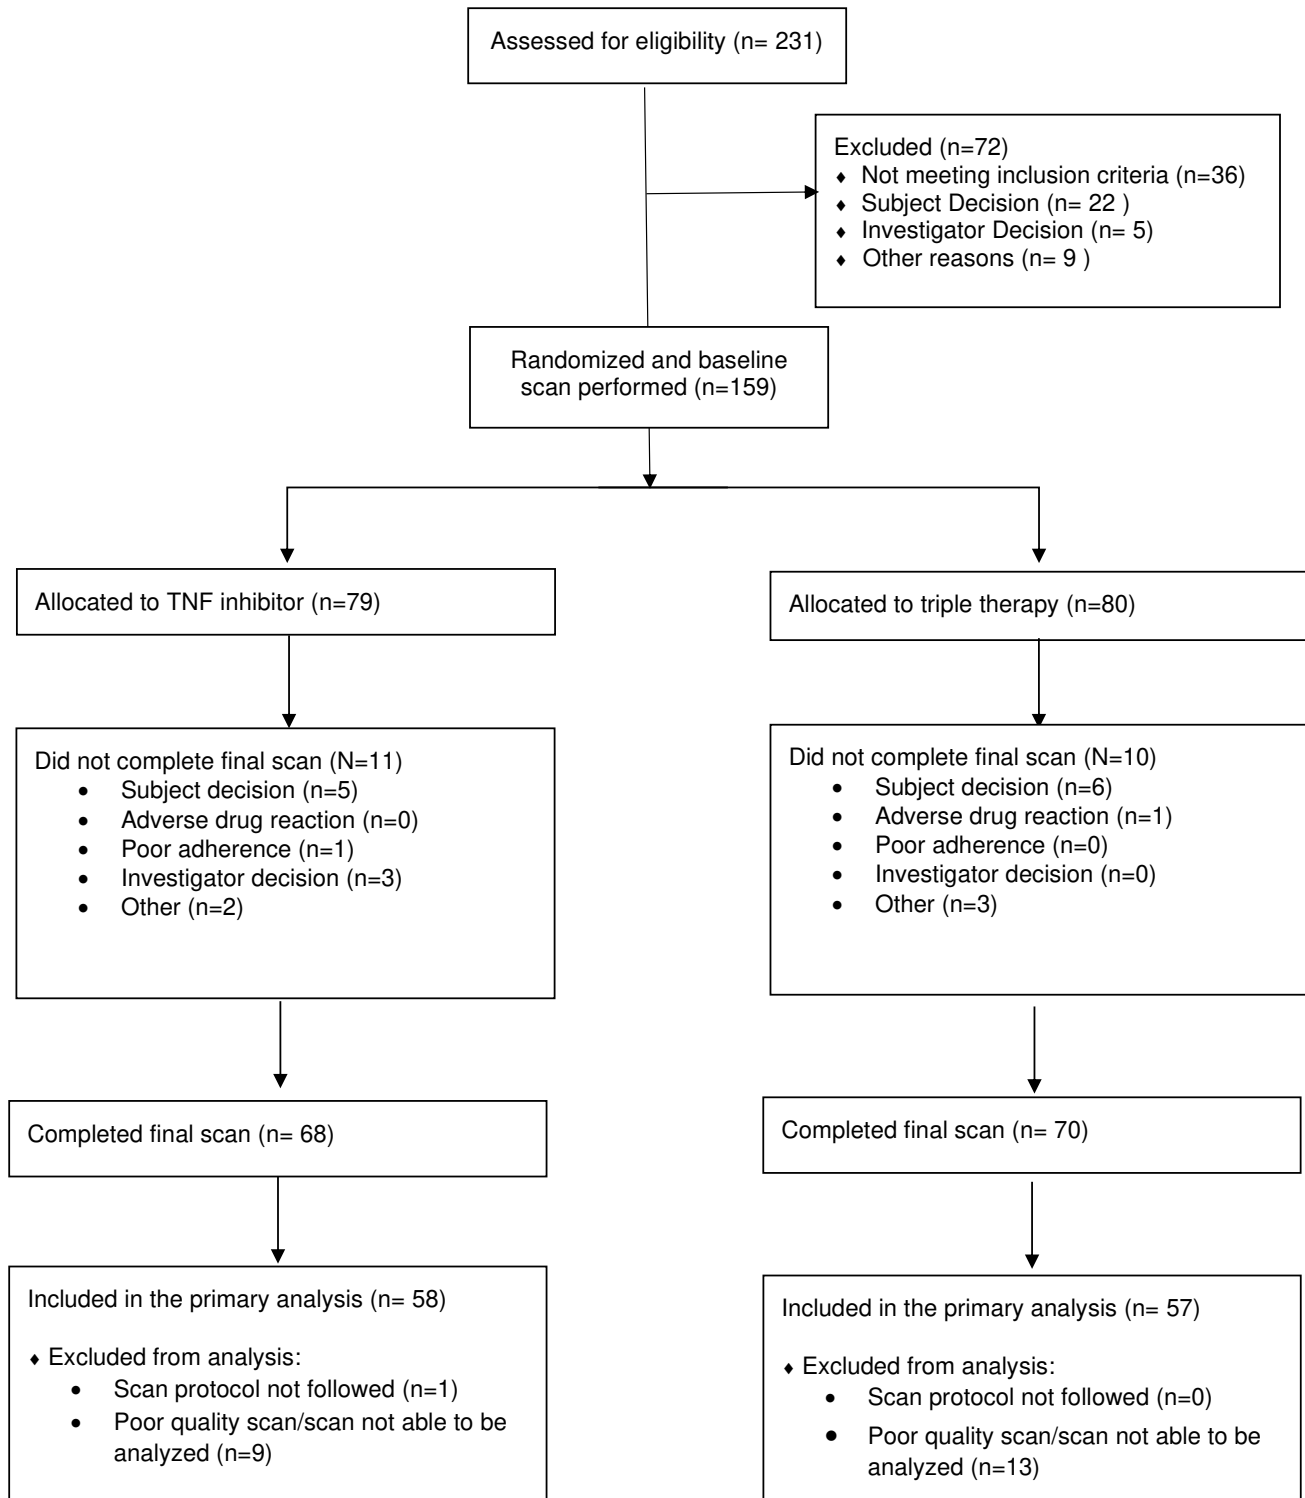 Assessed for eligibility (n= 231)
Excluded (n=72)
♦ Not meeting inclusion criteria (n=36)
♦ Subject Decision (n= 22 )
♦ Investigator Decision (n= 5)
♦ Other reasons (n= 9 )
Randomized and baseline
scan performed (n=159)
Allocated to TNF inhibitor (n=79)
Allocated to triple therapy (n=80)
Did not complete final scan (N=11)
• Subject decision (n=5)
• Adverse drug reaction (n=0)
• Poor adherence (n=1)
• Investigator decision (n=3)
• Other (n=2)
Did not complete final scan (N=10)
• Subject decision (n=6)
• Adverse drug reaction (n=1)
• Poor adherence (n=0)
• Investigator decision (n=0)
• Other (n=3)
Completed final scan (n= 68)
Completed final scan (n= 70)
Included in the primary analysis (n= 58)
♦ Excluded from analysis:
• Scan protocol not followed (n=1)
• Poor quality scan/scan not able to be
analyzed (n=9)
Included in the primary analysis (n= 57)
♦ Excluded from analysis:
• Scan protocol not followed (n=0)
• Poor quality scan/scan not able to be
analyzed (n=13)